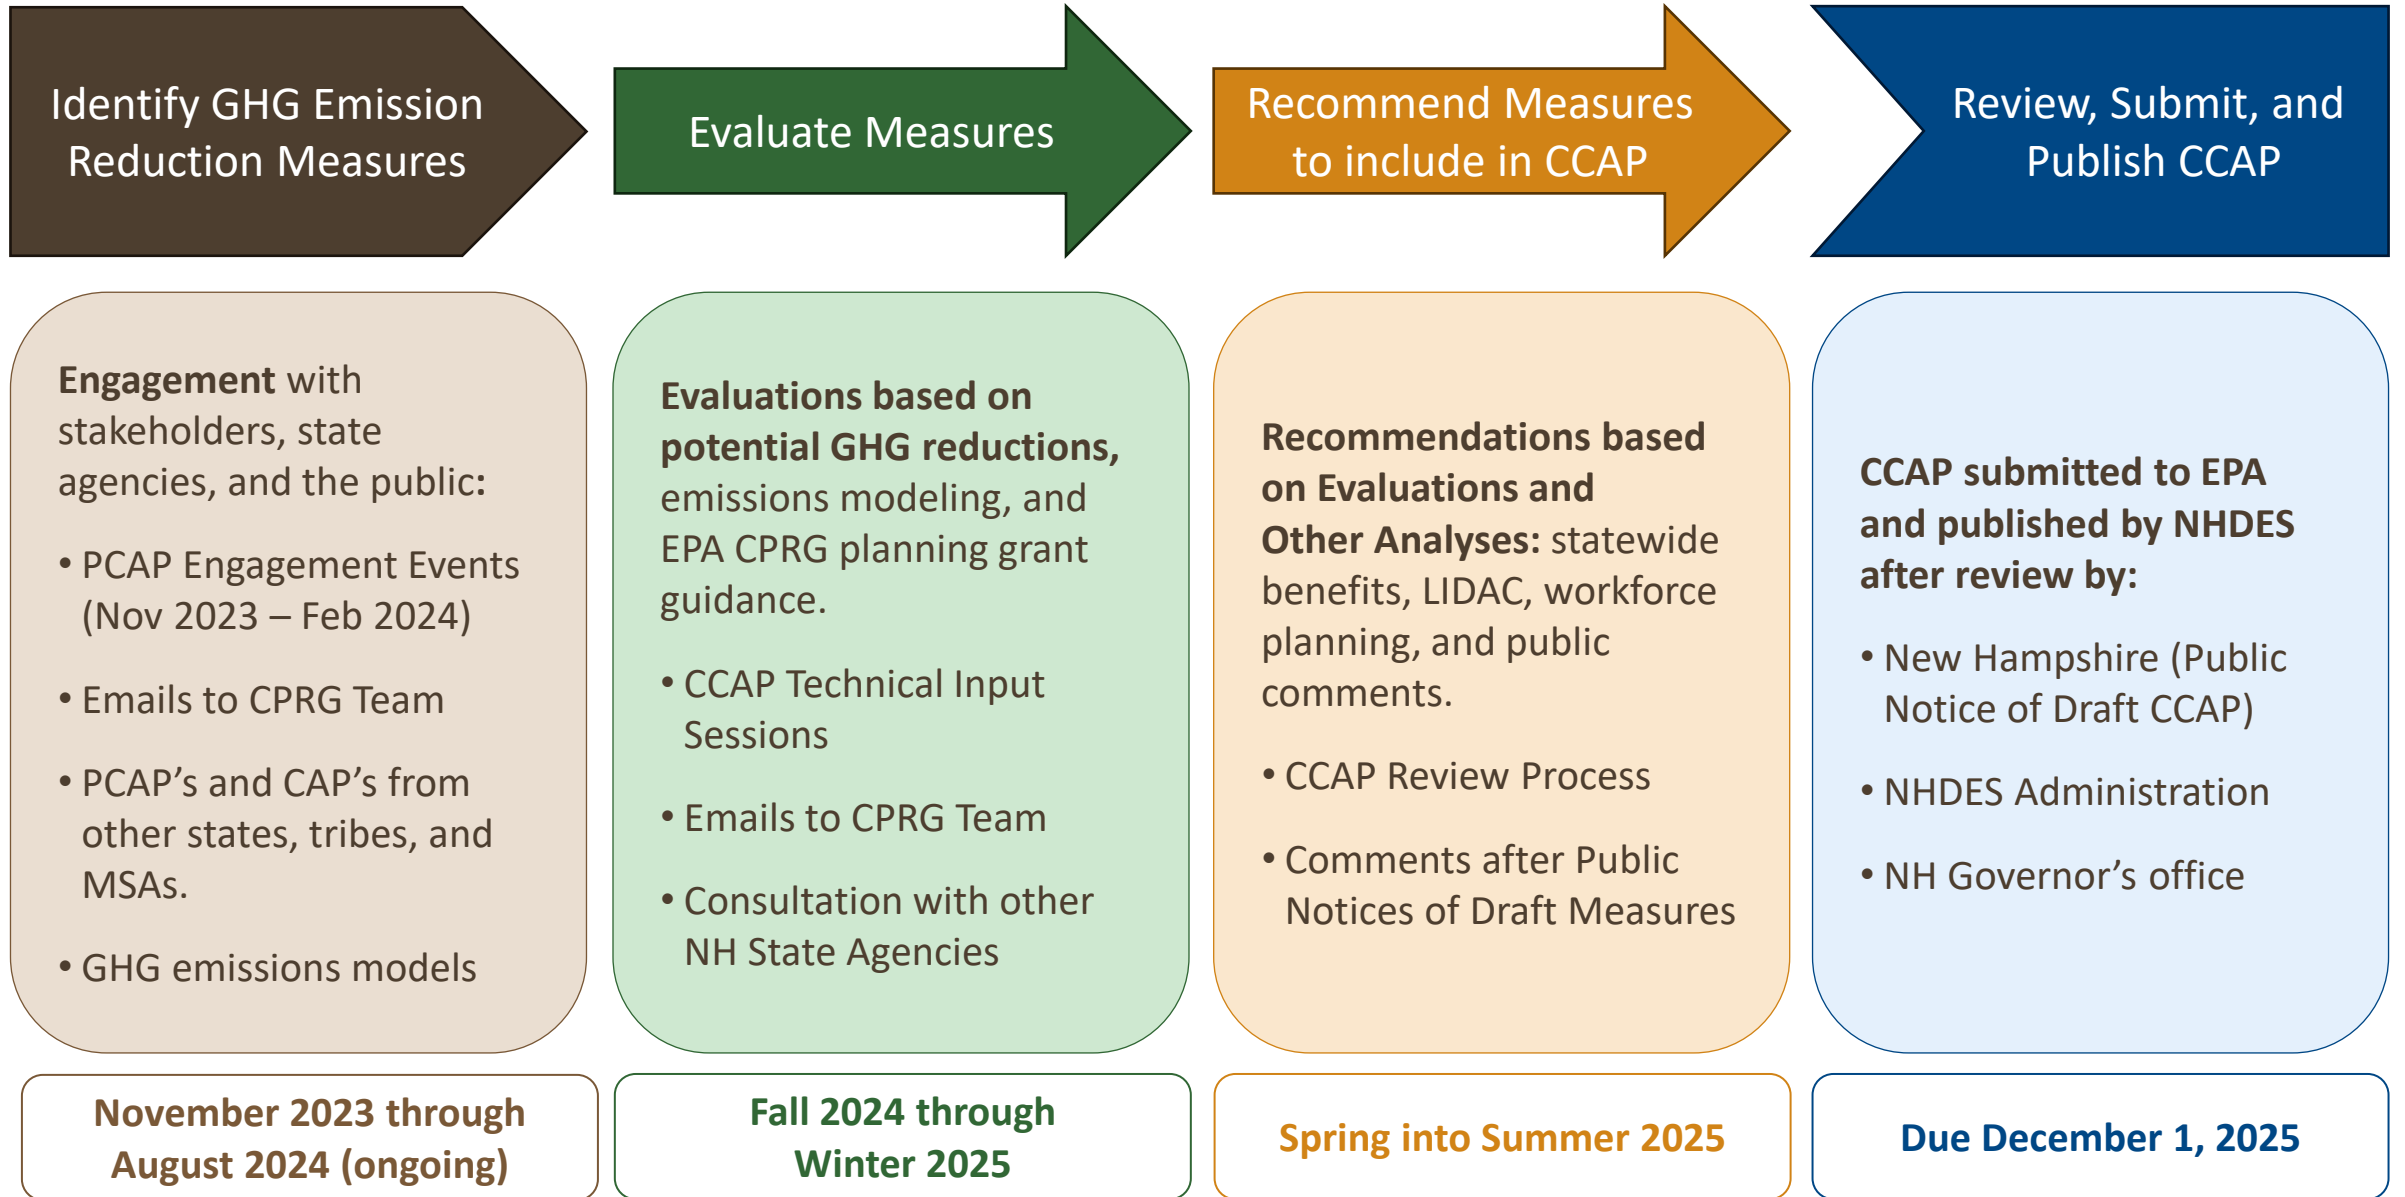 Identify GHG Emission
Reduction Measures
Evaluate Measures
Recommend Measures
to include in CCAP
Review, Submit, and
Publish CCAP
Engagement with
stakeholders, state
agencies, and the public:
• PCAP Engagement Events
(Nov 2023 – Feb 2024)
• Emails to CPRG Team
• PCAP’s and CAP’s from
other states, tribes, and
MSAs.
• GHG emissions models
Evaluations based on
potential GHG reductions,
emissions modeling, and
EPA CPRG planning grant
guidance.
• CCAP Technical Input
Sessions
• Emails to CPRG Team
• Consultation with other
NH State Agencies
Recommendations based
on Evaluations and
Other Analyses: statewide
benefits, LIDAC, workforce
planning, and public
comments.
• CCAP Review Process
• Comments after Public
Notices of Draft Measures
CCAP submitted to EPA
and published by NHDES
after review by:
• New Hampshire (Public
Notice of Draft CCAP)
• NHDES Administration
• NH Governor’s office
November 2023 through
August 2024 (ongoing)
Fall 2024 through
Winter 2025
Spring into Summer 2025
Due December 1, 2025